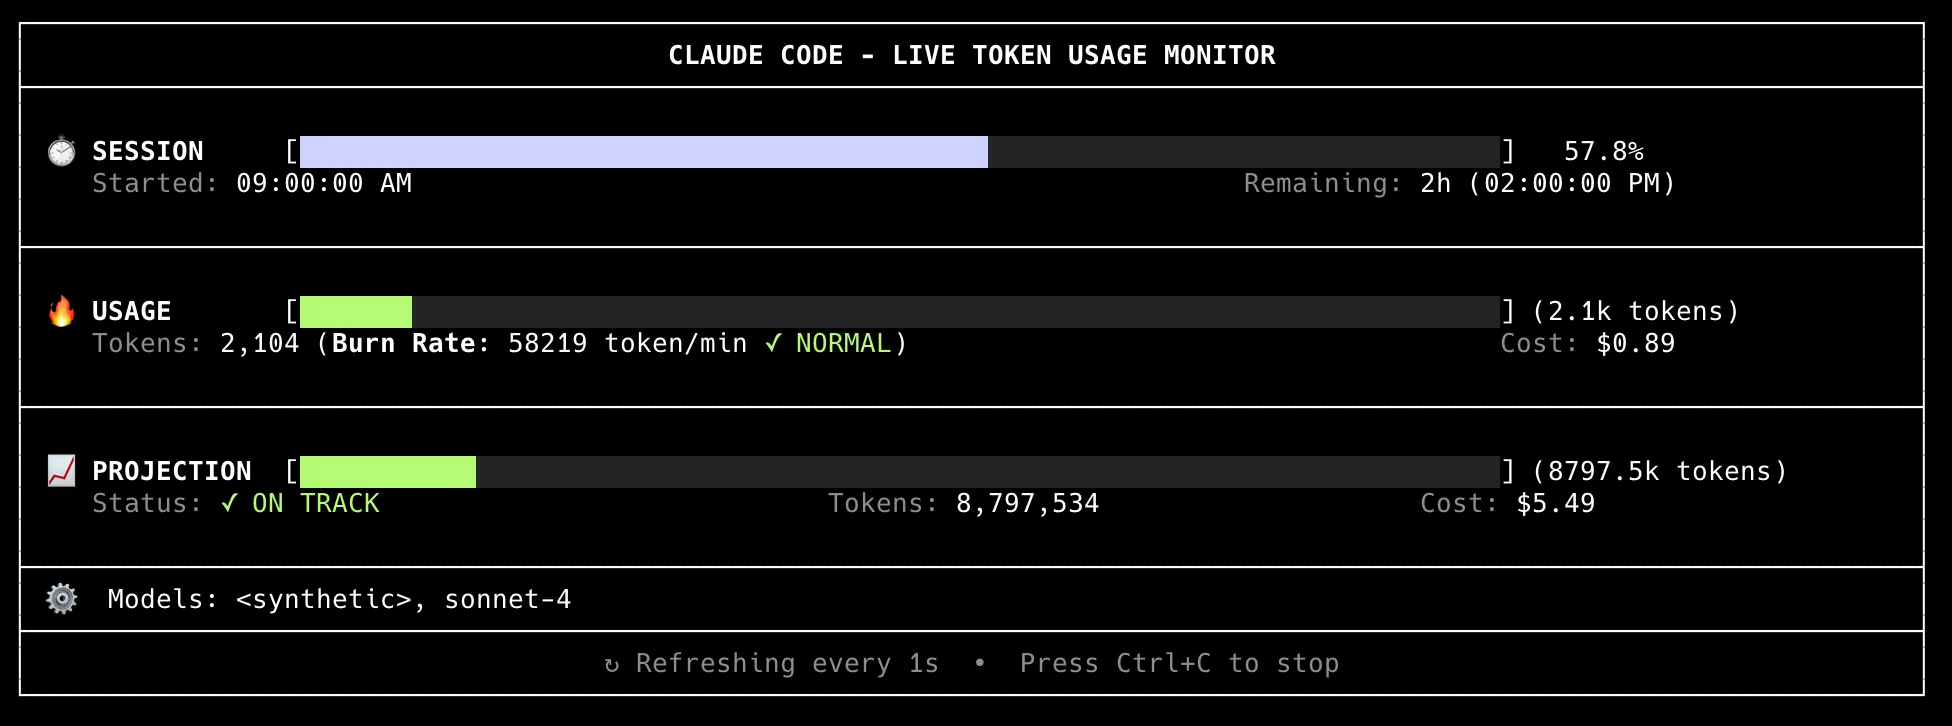 CLAUDE CODE - LIVE TOKEN USAGE MONITOR
SESSION [ ] 57.8%
Started: 09:00:00 AM Remaining: 2h (02:00:00 PM)
USAGE [ ] (2.1k tokens)
Tokens: 2,104 (Burn Rate: 58219 token/min ✓ NORMAL) Cost: $0.89
PROJECTION [ ] (8797.5k tokens)
Status: ✓ ON TRACK Tokens: 8,797,534 Cost: $5.49
Models: <synthetic>, sonnet-4
↻ Refreshing every 1s • Press Ctrl+C to stop